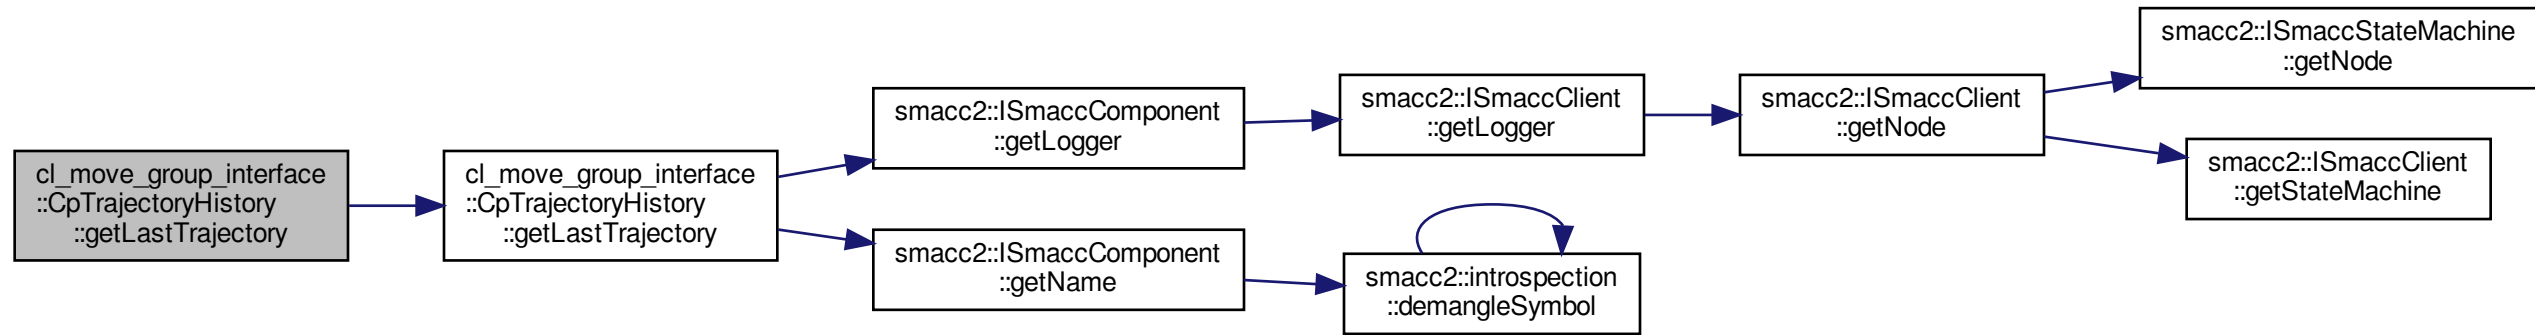 cl_move_group_interface
::CpTrajectoryHistory
::getLastTrajectory
cl_move_group_interface
::CpTrajectoryHistory
::getLastTrajectory
smacc2::ISmaccComponent
::getLogger
smacc2::ISmaccClient
::getLogger
smacc2::ISmaccClient
::getNode
smacc2::ISmaccStateMachine
::getNode
smacc2::ISmaccClient
::getStateMachine
smacc2::ISmaccComponent
::getName
smacc2::introspection
::demangleSymbol